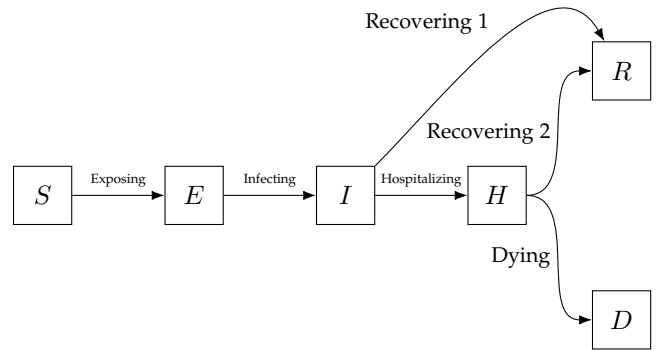 Recovering 1
R
Recovering 2
S
Exposing
E
Infecting
I
Hospitalizing
H
Dying
D